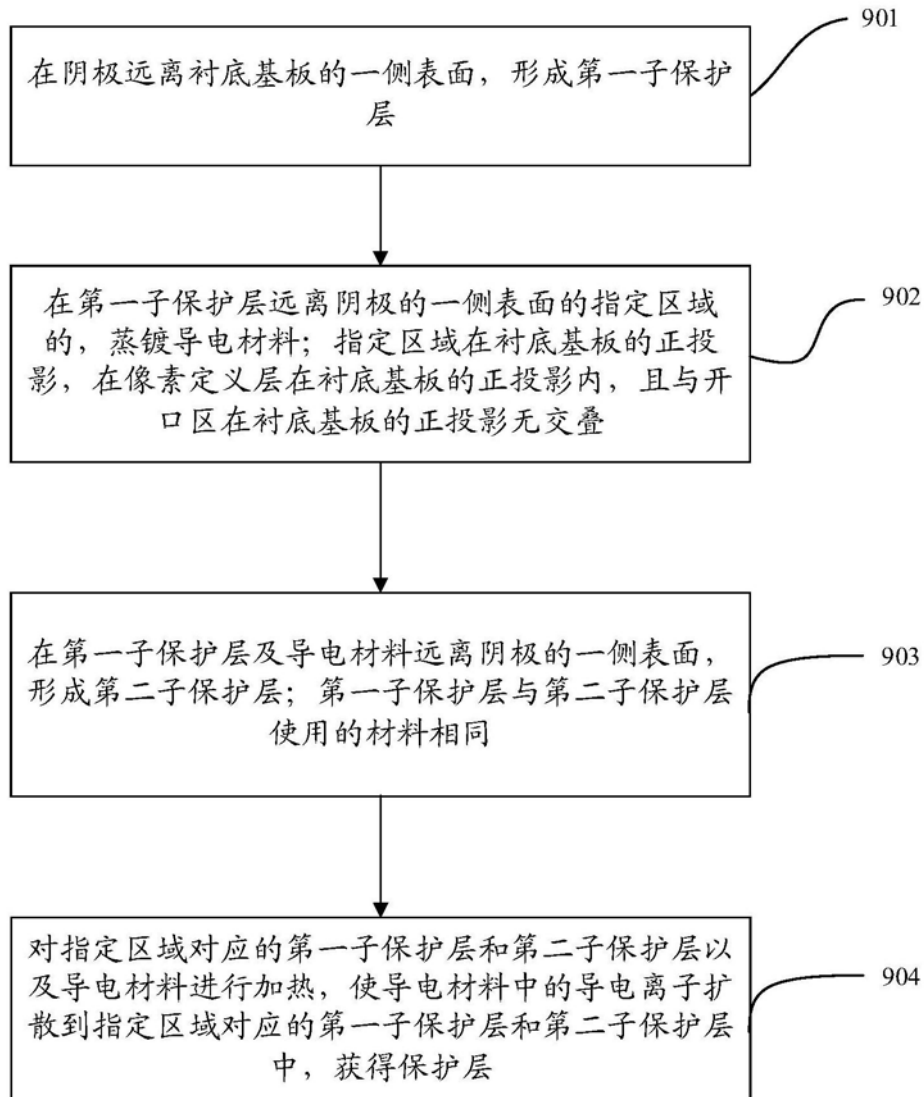 901
在阴极远离衬底基板的一侧表面，形成第一子保护
层
902
在第一子保护层远离阴极的一侧表面的指定区域
的，蒸镀导电材料；指定区域在衬底基板的正投
影，在像素定义层在衬底基板的正投影内，且与开
口区在衬底基板的正投影无交叠
903
在第一子保护层及导电材料远离阴极的一侧表面，
形成第二子保护层；第一子保护层与第二子保护层
使用的材料相同
904
对指定区域对应的第一子保护层和第二子保护层以
及导电材料进行加热，使导电材料中的导电离子扩
散到指定区域对应的第一子保护层和第二子保护层
中，获得保护层